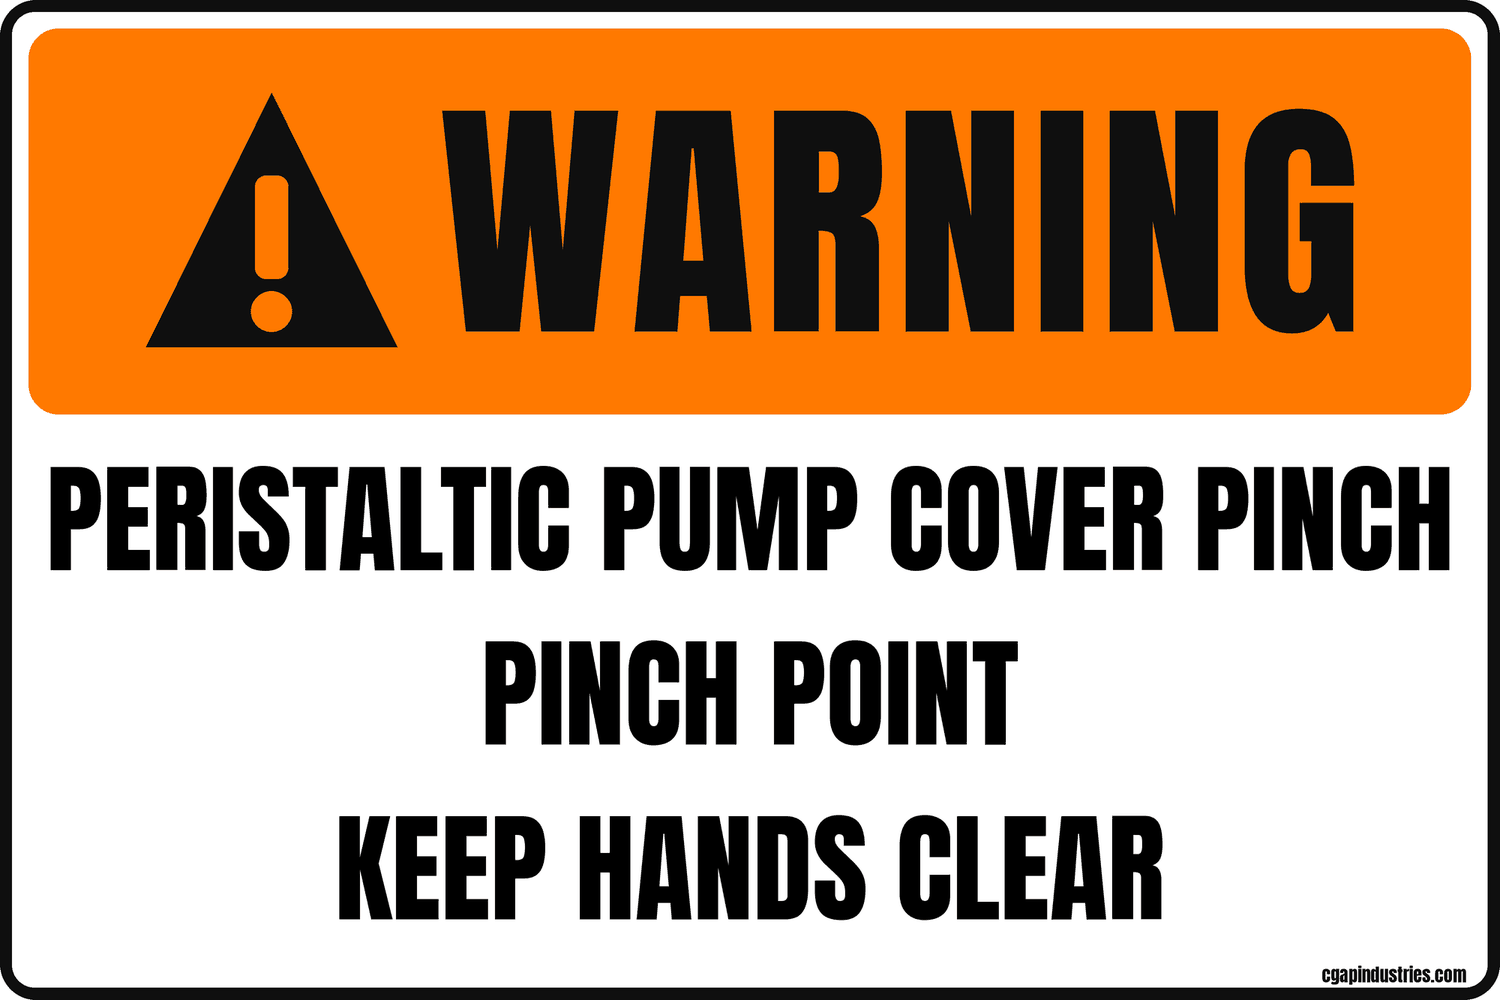 WARNING
PERISTALTIC PUMP COVER PINCH
PINCH POINT
KEEP HANDS CLEAR
cgapindustries.com